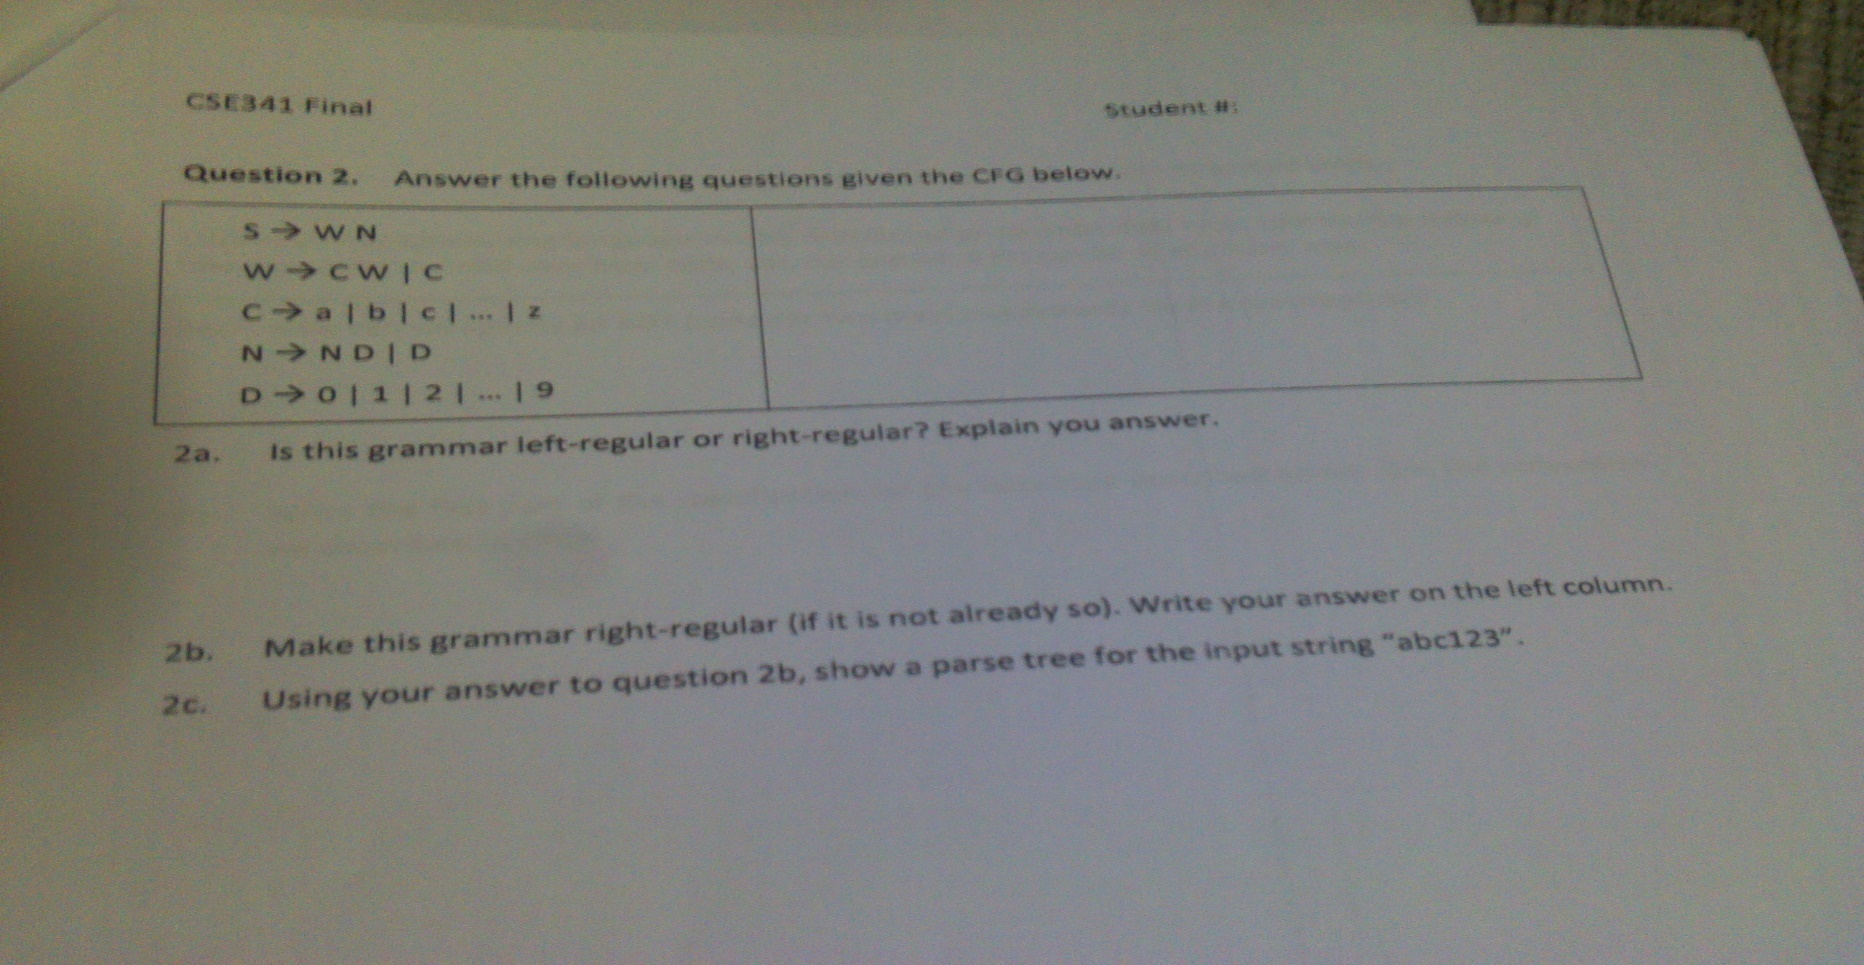 CSE341 Final
Student #:
Question 2. Answer the following questions given the CFG below.
S → W N
W → C W | C
C → a | b | c | ... | z
N → N D | D
D → 0 | 1 | 2 | ... | 9
2a. Is this grammar left-regular or right-regular? Explain you answer.
2b. Make this grammar right-regular (if it is not already so). Write your answer on the left column.
2c. Using your answer to question 2b, show a parse tree for the input string “abc123”.